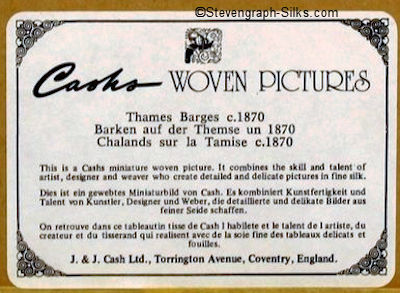 ©Stevengraph-Silks.com
Cashs WOVEN PICTURES
Thames Barges c.1870
Barken auf der Themse un 1870
Chalands sur la Tamise c.1870
This is a Cashs miniature woven picture. It combines the skill and talent of
artist, designer and weaver who create detailed and delicate pictures in fine silk.
Dies ist ein gewebtes Miniaturbild von Cash. Es kombiniert Kunstfertigkeit und
Talent von Kunstler, Designer und Weber, die detaillierte und delikate Bilder aus
feiner Seide schaffen.
On retrouve dans ce tableautin tisse de Cash l habilete et le talent de l artiste, du
createur et du tisserand qui realisent avec de la soie fine des tableaux delicats et
fouilles.
J. & J. Cash Ltd., Torrington Avenue, Coventry, England.